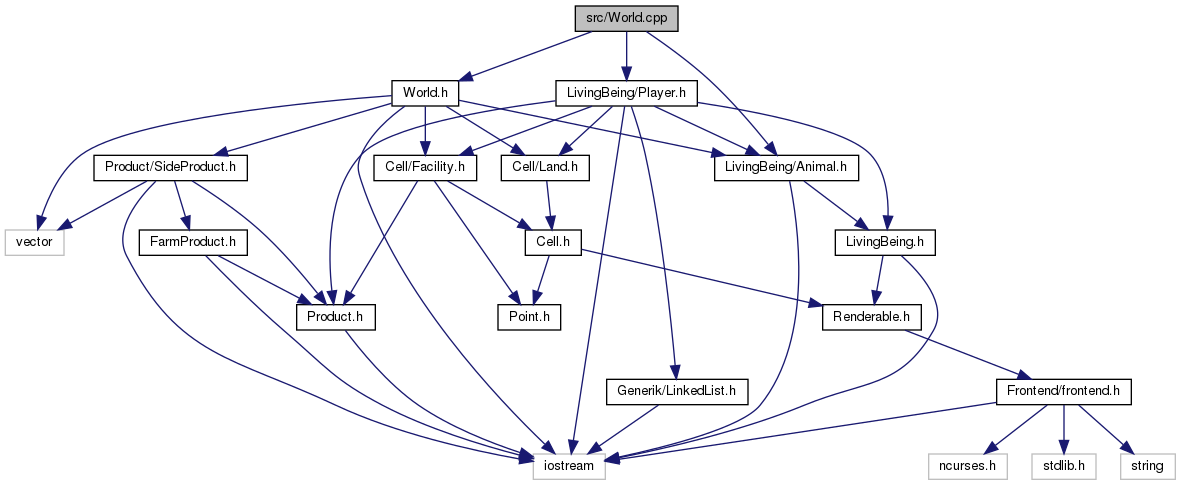 src/World.cpp
World.h
LivingBeing/Player.h
Product/SideProduct.h
Cell/Facility.h
Cell/Land.h
LivingBeing/Animal.h
vector
FarmProduct.h
Cell.h
LivingBeing.h
Product.h
Point.h
Renderable.h
Generik/LinkedList.h
Frontend/frontend.h
iostream
ncurses.h
stdlib.h
string